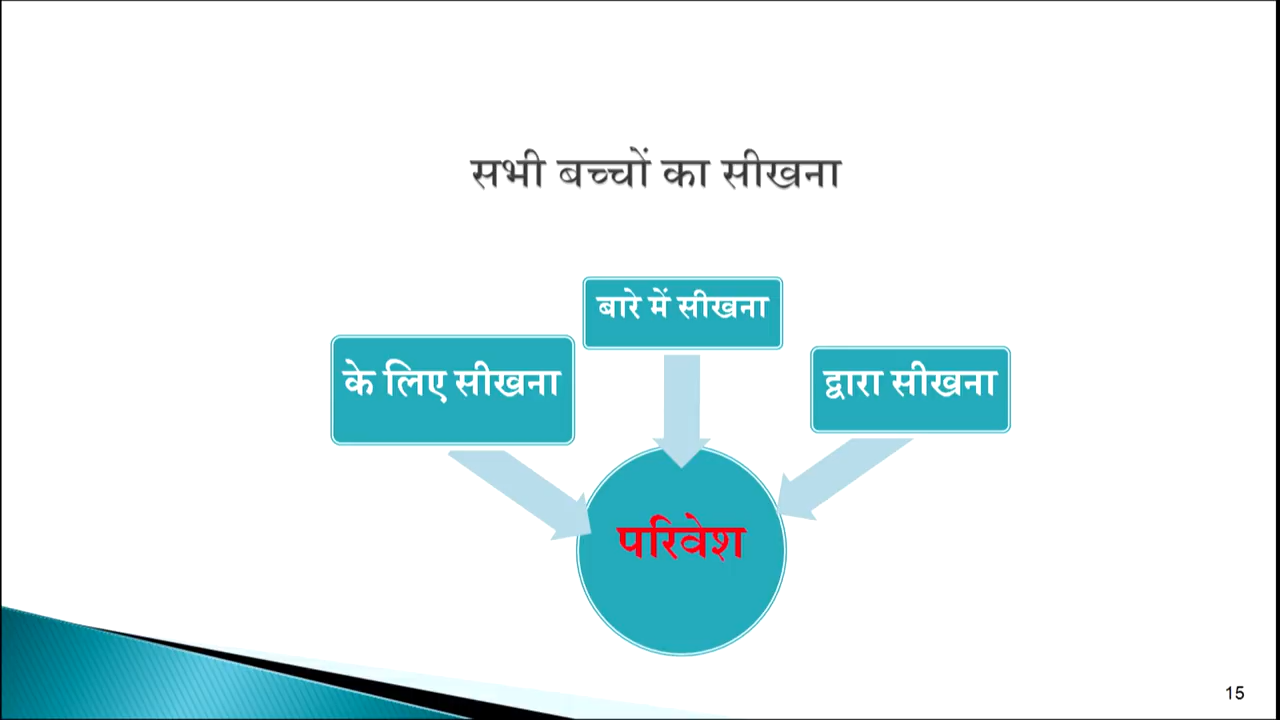 सभी बच्चों का सीखना
बारे में सीखना
के लिए सीखना
द्वारा सीखना
परिवेश
15